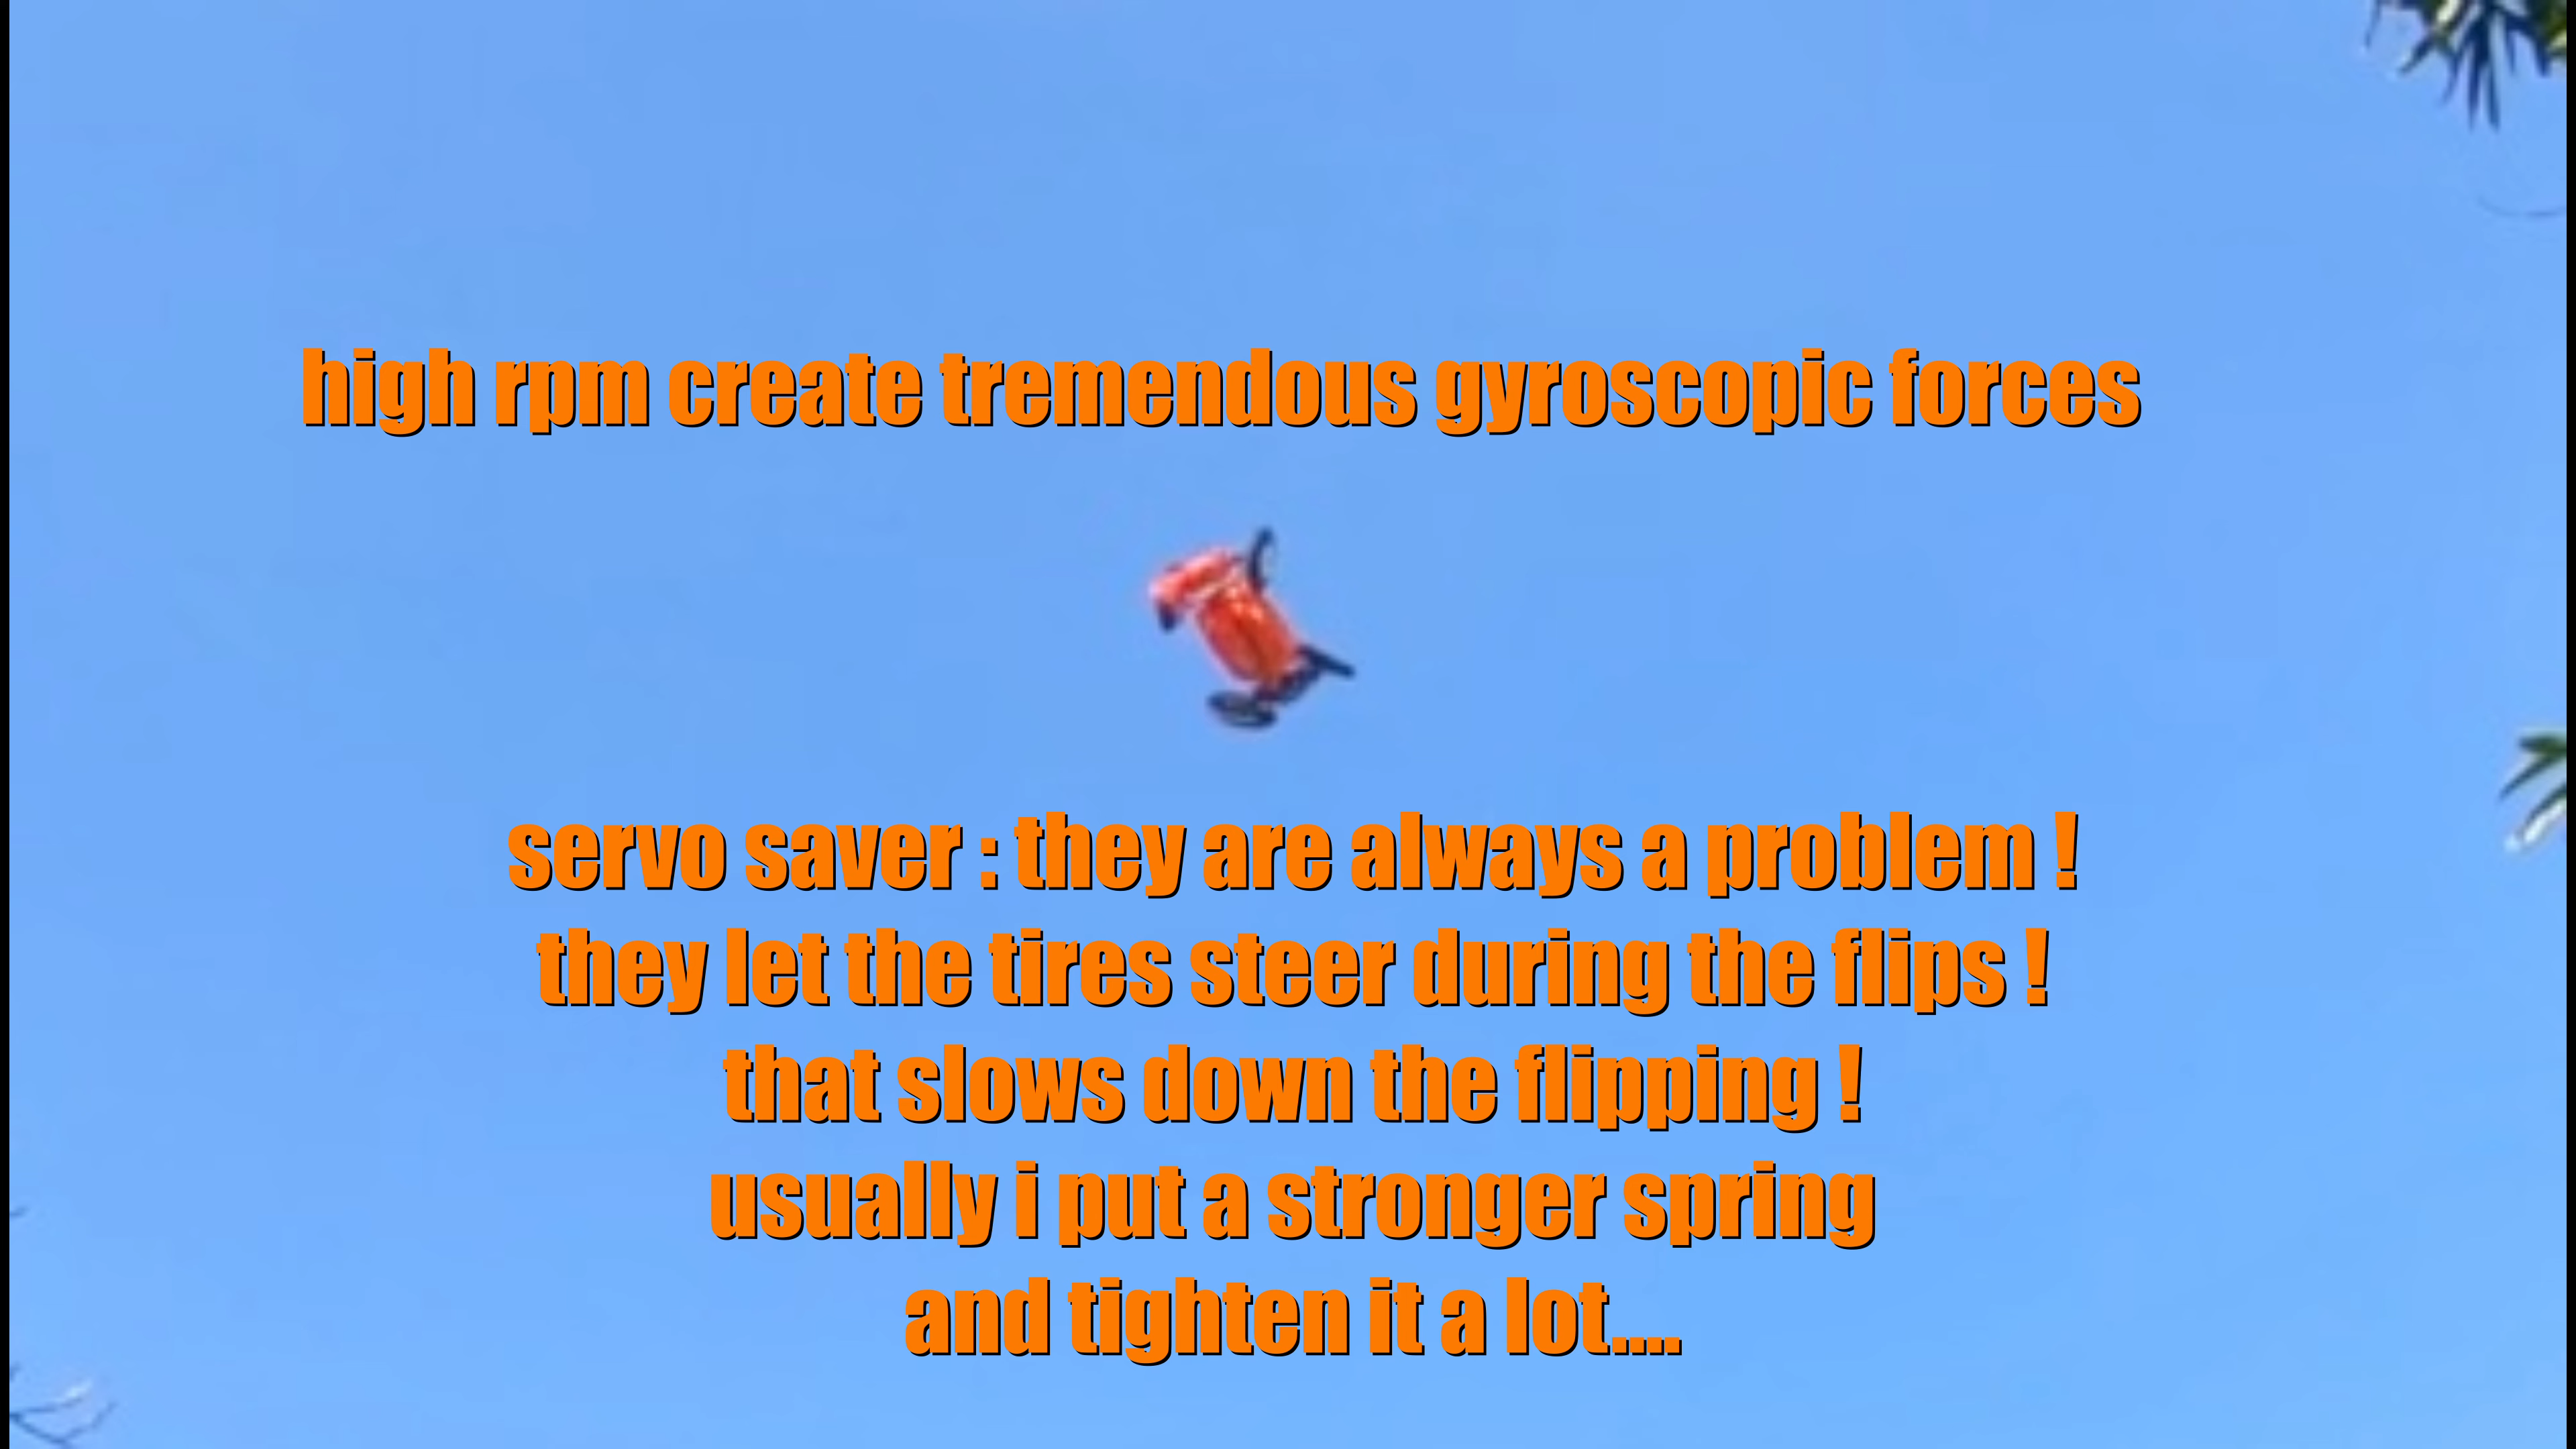 high rpm create tremendous gyroscopic forces
servo saver : they are always a problem !
they let the tires steer during the flips !
that slows down the flipping !
usually i put a stronger spring
and tighten it a lot....